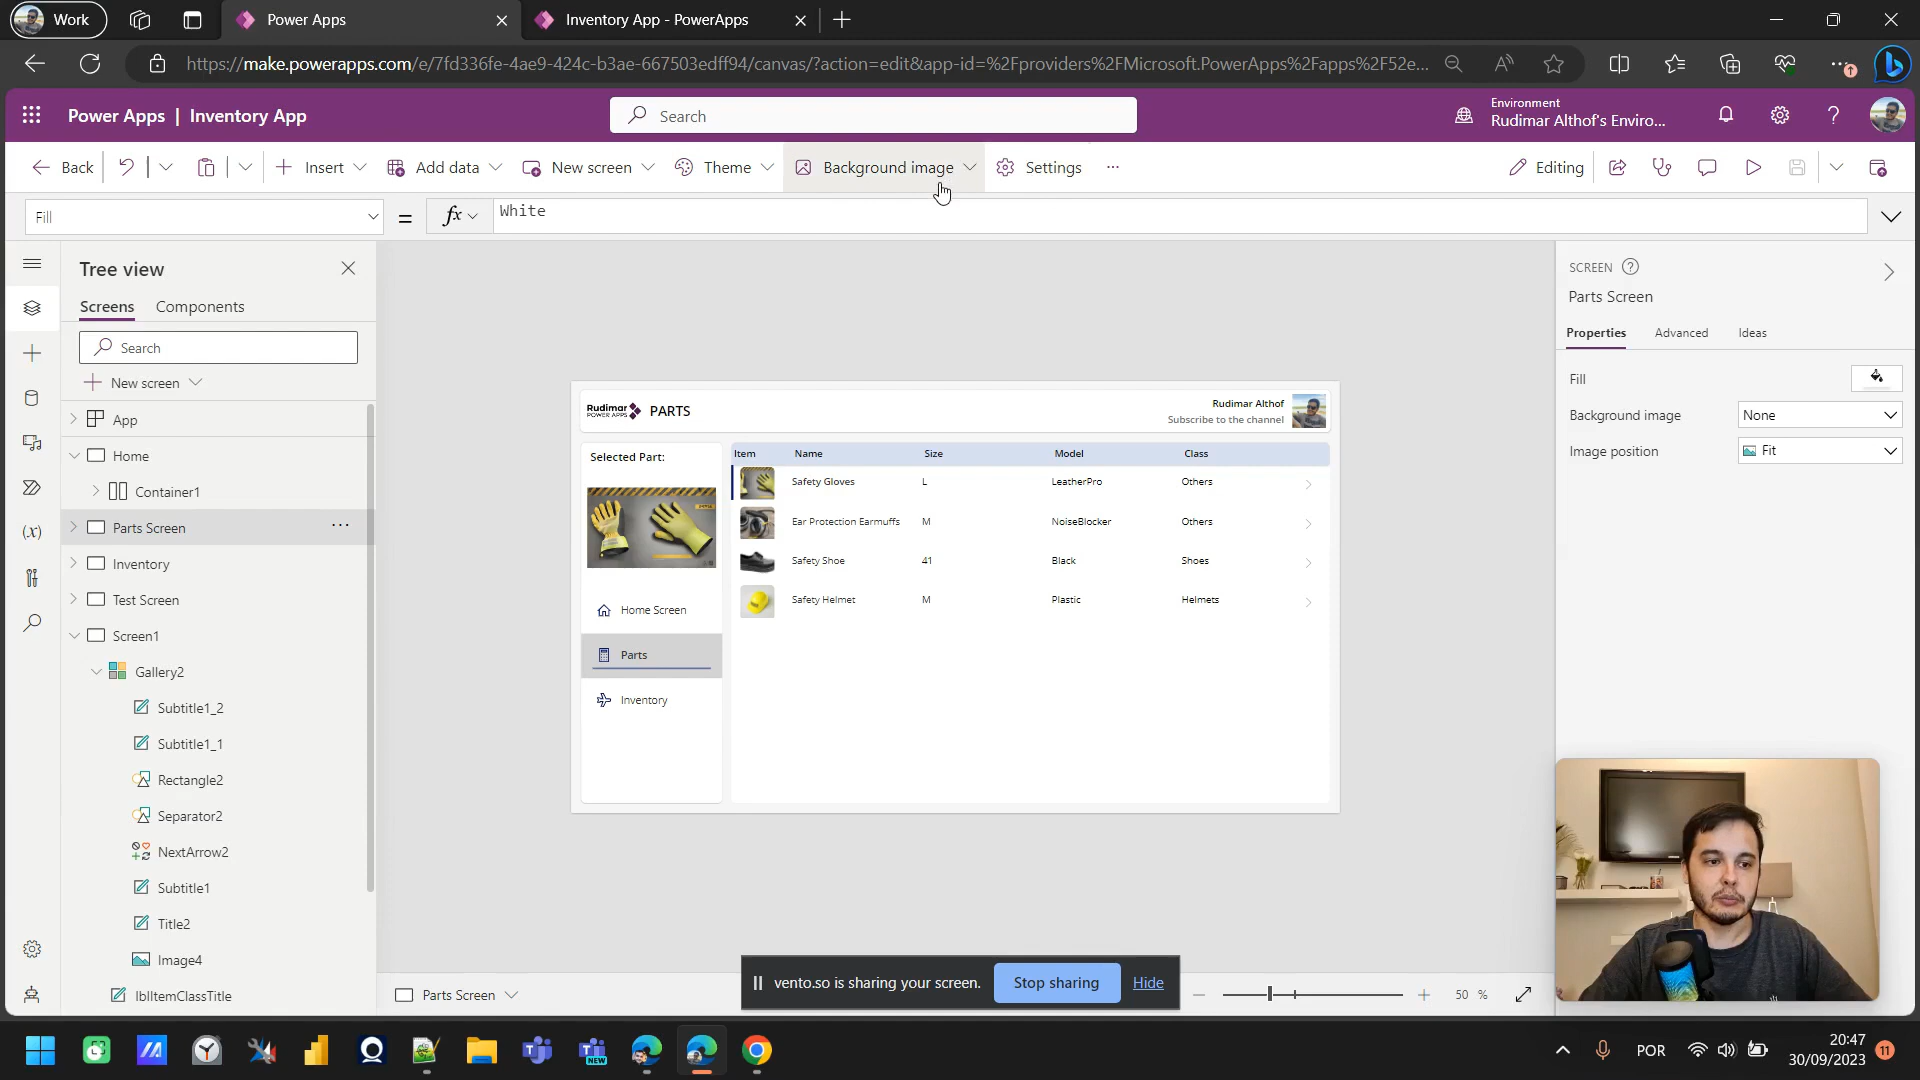 Work
Power Apps
Inventory App - PowerApps
https://make.powerapps.com/e/7fd336fe-4ae9-424c-b3ae-667503edff94/canvas/?action=edit&app-id=%2Fproviders%2FMicrosoft.PowerApps%2Fapps%2F52e...
Power Apps | Inventory App
Search
Environment
Rudimar Althof's Enviro...
Back
Insert
Add data
New screen
Theme
Background image
Settings
Editing
Fill
=
fx
White
Tree view
Screens
Components
Search
New screen
App
Home
Container1
Parts Screen
Inventory
Test Screen
Screen1
Gallery2
Subtitle1_2
Subtitle1_1
Rectangle2
Separator2
NextArrow2
Subtitle1
Title2
Image4
lblItemClassTitle
Rudimar
POWER APPS
PARTS
Rudimar Althof
Subscribe to the channel
Selected Part:
Home Screen
Parts
Inventory
Item Name Size Model Class
Safety Gloves L LeatherPro Others
Ear Protection Earmuffs M NoiseBlocker Others
Safety Shoe 41 Black Shoes
Safety Helmet M Plastic Helmets
SCREEN
Parts Screen
Properties
Advanced
Ideas
Fill
Background image
None
Image position
Fit
Parts Screen
vento.so is sharing your screen.
Stop sharing
Hide
50 %
NEW
POR
20:47
30/09/2023
11